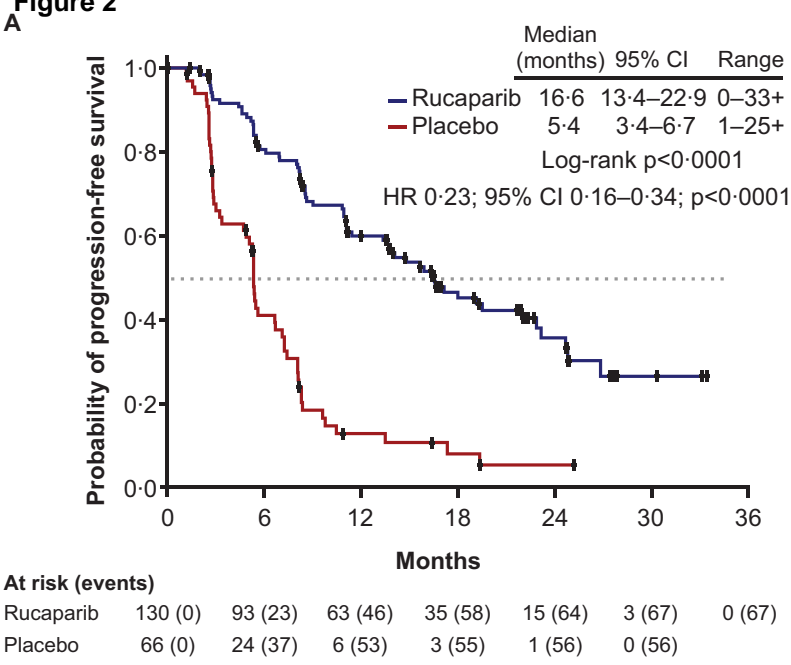 Figure 2
A
Median
(months) 95% CI Range
Rucaparib 16·6 13·4–22·9 0–33+
Placebo 5·4 3·4–6·7 1–25+
Log-rank p<0·0001
HR 0·23; 95% CI 0·16–0·34; p<0·0001
Probability of progression-free survival
1·0
0·8
0·6
0·4
0·2
0·0
0 6 12 18 24 30 36
Months
At risk (events)
Rucaparib 130 (0) 93 (23) 63 (46) 35 (58) 15 (64) 3 (67) 0 (67)
Placebo 66 (0) 24 (37) 6 (53) 3 (55) 1 (56) 0 (56)